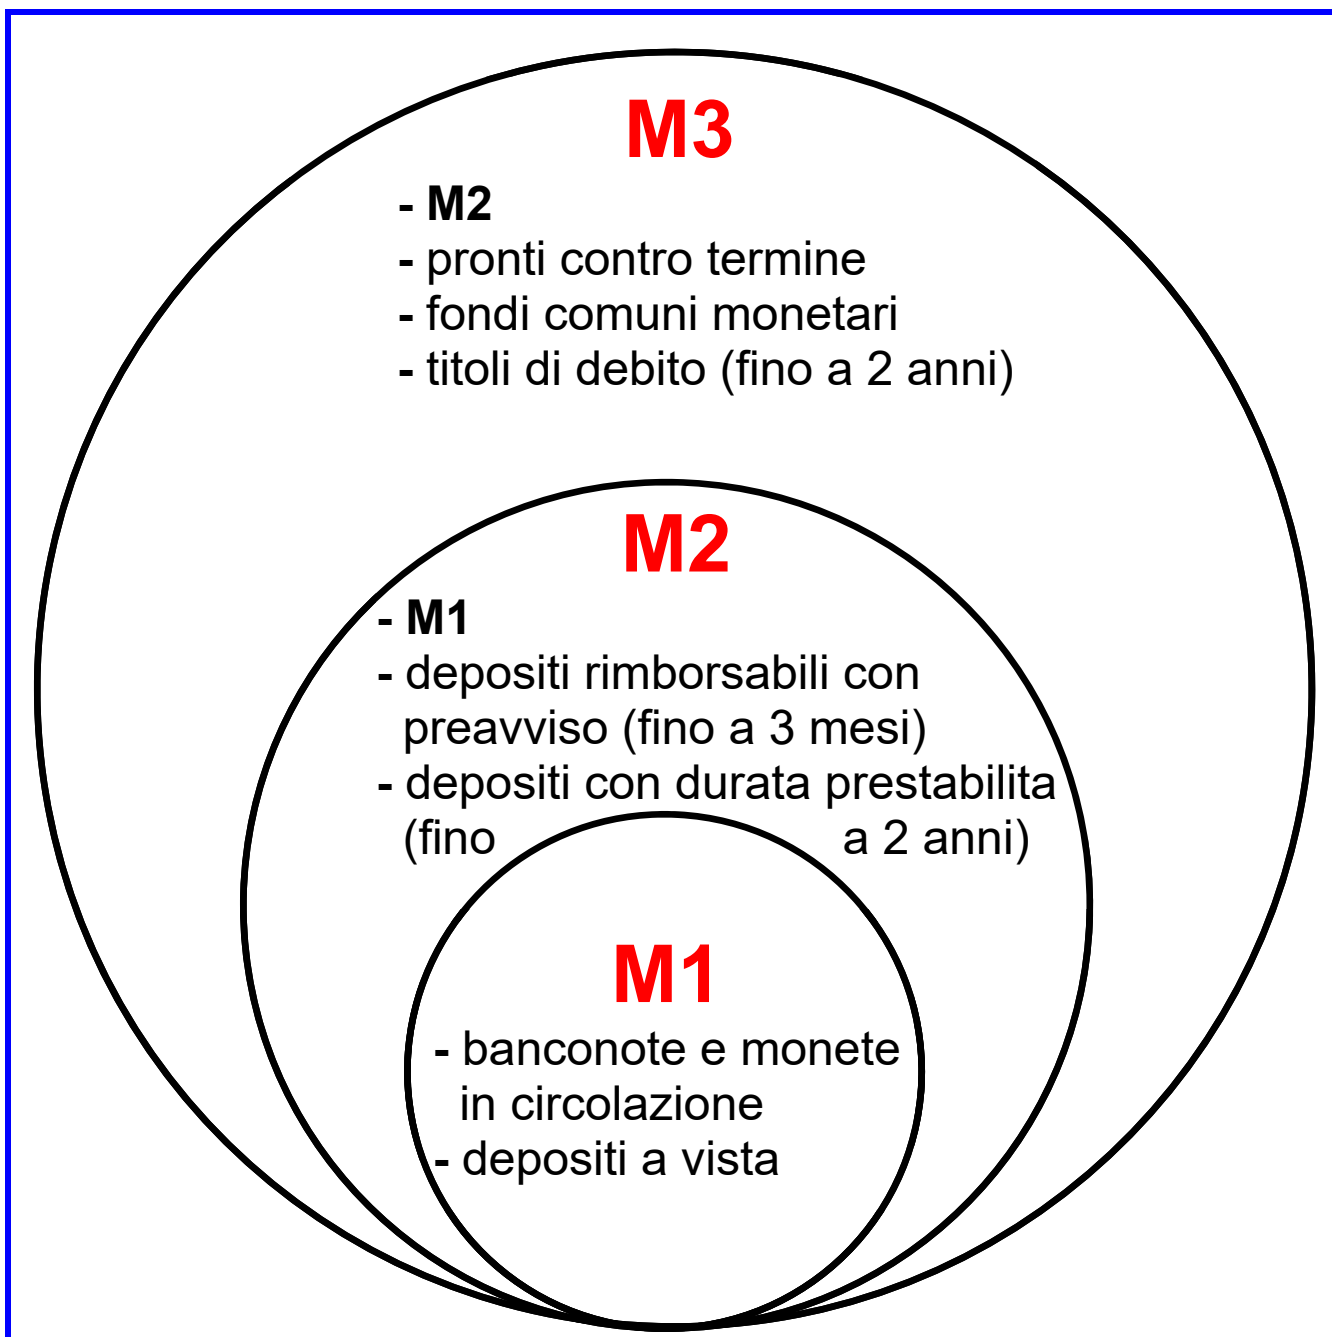 M3
- M2
- pronti contro termine
- fondi comuni monetari
- titoli di debito (fino a 2 anni)
M2
- M1
- depositi rimborsabili con
preavviso (fino a 3 mesi)
- depositi con durata prestabilita
(fino a 2 anni)
M1
- banconote e monete
in circolazione
- depositi a vista